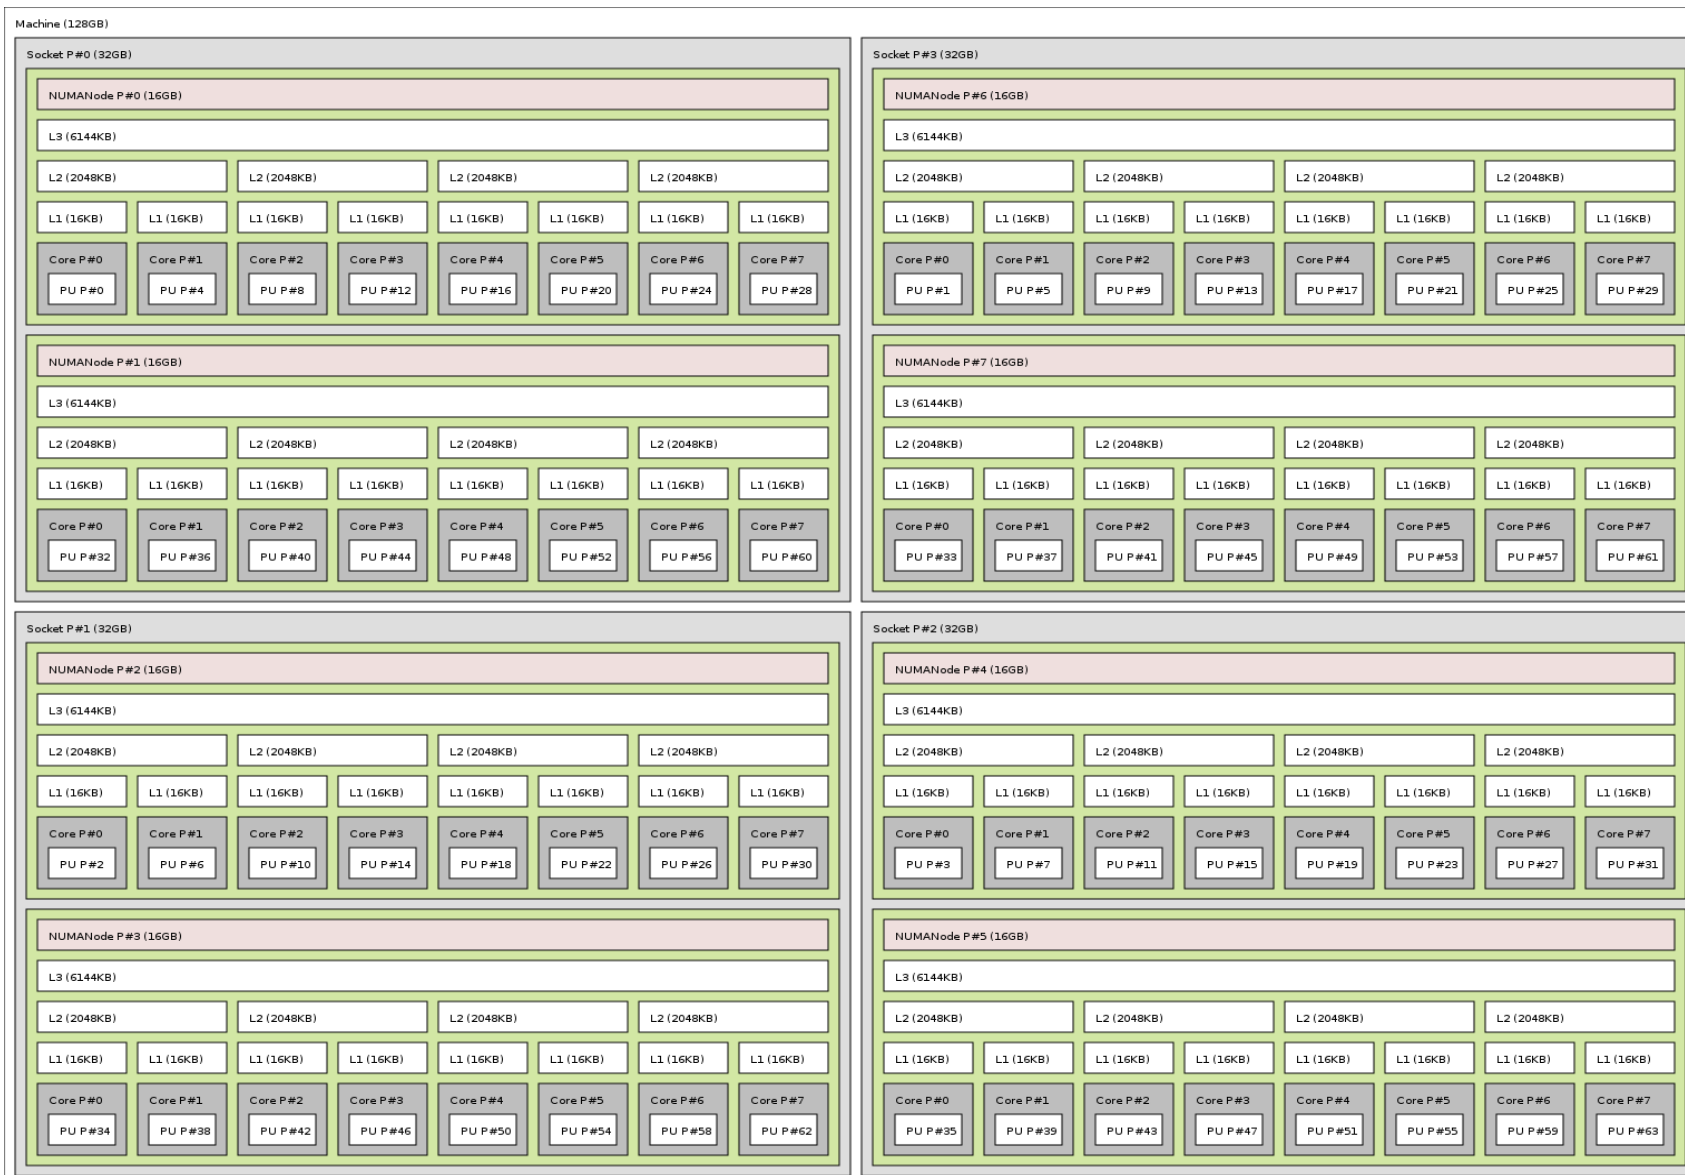 Machine (128GB)
Socket P#0 (32GB)
NUMANode P#0 (16GB)
L3 (6144KB)
L2 (2048KB) L2 (2048KB) L2 (2048KB) L2 (2048KB)
L1 (16KB) L1 (16KB) L1 (16KB) L1 (16KB) L1 (16KB) L1 (16KB) L1 (16KB) L1 (16KB)
Core P#0 Core P#1 Core P#2 Core P#3 Core P#4 Core P#5 Core P#6 Core P#7
PU P#0 PU P#4 PU P#8 PU P#12 PU P#16 PU P#20 PU P#24 PU P#28
NUMANode P#1 (16GB)
L3 (6144KB)
L2 (2048KB) L2 (2048KB) L2 (2048KB) L2 (2048KB)
L1 (16KB) L1 (16KB) L1 (16KB) L1 (16KB) L1 (16KB) L1 (16KB) L1 (16KB) L1 (16KB)
Core P#0 Core P#1 Core P#2 Core P#3 Core P#4 Core P#5 Core P#6 Core P#7
PU P#32 PU P#36 PU P#40 PU P#44 PU P#48 PU P#52 PU P#56 PU P#60
Socket P#3 (32GB)
NUMANode P#6 (16GB)
L3 (6144KB)
L2 (2048KB) L2 (2048KB) L2 (2048KB) L2 (2048KB)
L1 (16KB) L1 (16KB) L1 (16KB) L1 (16KB) L1 (16KB) L1 (16KB) L1 (16KB) L1 (16KB)
Core P#0 Core P#1 Core P#2 Core P#3 Core P#4 Core P#5 Core P#6 Core P#7
PU P#1 PU P#5 PU P#9 PU P#13 PU P#17 PU P#21 PU P#25 PU P#29
NUMANode P#7 (16GB)
L3 (6144KB)
L2 (2048KB) L2 (2048KB) L2 (2048KB) L2 (2048KB)
L1 (16KB) L1 (16KB) L1 (16KB) L1 (16KB) L1 (16KB) L1 (16KB) L1 (16KB) L1 (16KB)
Core P#0 Core P#1 Core P#2 Core P#3 Core P#4 Core P#5 Core P#6 Core P#7
PU P#33 PU P#37 PU P#41 PU P#45 PU P#49 PU P#53 PU P#57 PU P#61
Socket P#1 (32GB)
NUMANode P#2 (16GB)
L3 (6144KB)
L2 (2048KB) L2 (2048KB) L2 (2048KB) L2 (2048KB)
L1 (16KB) L1 (16KB) L1 (16KB) L1 (16KB) L1 (16KB) L1 (16KB) L1 (16KB) L1 (16KB)
Core P#0 Core P#1 Core P#2 Core P#3 Core P#4 Core P#5 Core P#6 Core P#7
PU P#2 PU P#6 PU P#10 PU P#14 PU P#18 PU P#22 PU P#26 PU P#30
NUMANode P#3 (16GB)
L3 (6144KB)
L2 (2048KB) L2 (2048KB) L2 (2048KB) L2 (2048KB)
L1 (16KB) L1 (16KB) L1 (16KB) L1 (16KB) L1 (16KB) L1 (16KB) L1 (16KB) L1 (16KB)
Core P#0 Core P#1 Core P#2 Core P#3 Core P#4 Core P#5 Core P#6 Core P#7
PU P#34 PU P#38 PU P#42 PU P#46 PU P#50 PU P#54 PU P#58 PU P#62
Socket P#2 (32GB)
NUMANode P#4 (16GB)
L3 (6144KB)
L2 (2048KB) L2 (2048KB) L2 (2048KB) L2 (2048KB)
L1 (16KB) L1 (16KB) L1 (16KB) L1 (16KB) L1 (16KB) L1 (16KB) L1 (16KB) L1 (16KB)
Core P#0 Core P#1 Core P#2 Core P#3 Core P#4 Core P#5 Core P#6 Core P#7
PU P#3 PU P#7 PU P#11 PU P#15 PU P#19 PU P#23 PU P#27 PU P#31
NUMANode P#5 (16GB)
L3 (6144KB)
L2 (2048KB) L2 (2048KB) L2 (2048KB) L2 (2048KB)
L1 (16KB) L1 (16KB) L1 (16KB) L1 (16KB) L1 (16KB) L1 (16KB) L1 (16KB) L1 (16KB)
Core P#0 Core P#1 Core P#2 Core P#3 Core P#4 Core P#5 Core P#6 Core P#7
PU P#35 PU P#39 PU P#43 PU P#47 PU P#51 PU P#55 PU P#59 PU P#63